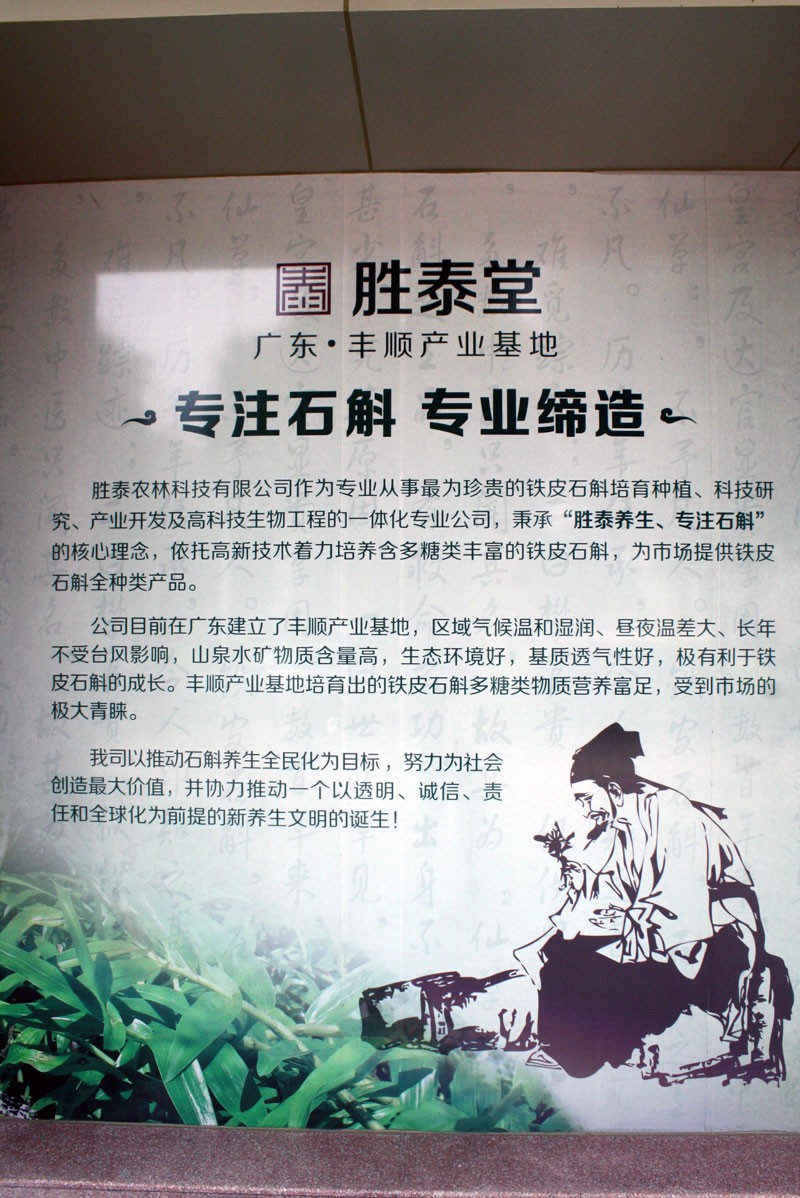 胜泰堂
广东·丰顺产业基地
专注石斛 专业缔造
胜泰农林科技有限公司作为专业从事最为珍贵的铁皮石斛培育种植、科技研
究、产业开发及高科技生物工程的一体化专业公司，秉承“胜泰养生、专注石斛”
的核心理念，依托高新技术着力培养含多糖类丰富的铁皮石斛，为市场提供铁皮
石斛全种类产品。
公司目前在广东建立了丰顺产业基地，区域气候温和湿润、昼夜温差大、长年
不受台风影响，山泉水矿物质含量高，生态环境好，基质透气性好，极有利于铁
皮石斛的成长。丰顺产业基地培育出的铁皮石斛多糖类物质营养富足，受到市场的
极大青睐。
我司以推动石斛养生全民化为目标，努力为社会
创造最大价值，并协力推动一个以透明、诚信、责
任和全球化为前提的新养生文明的诞生！